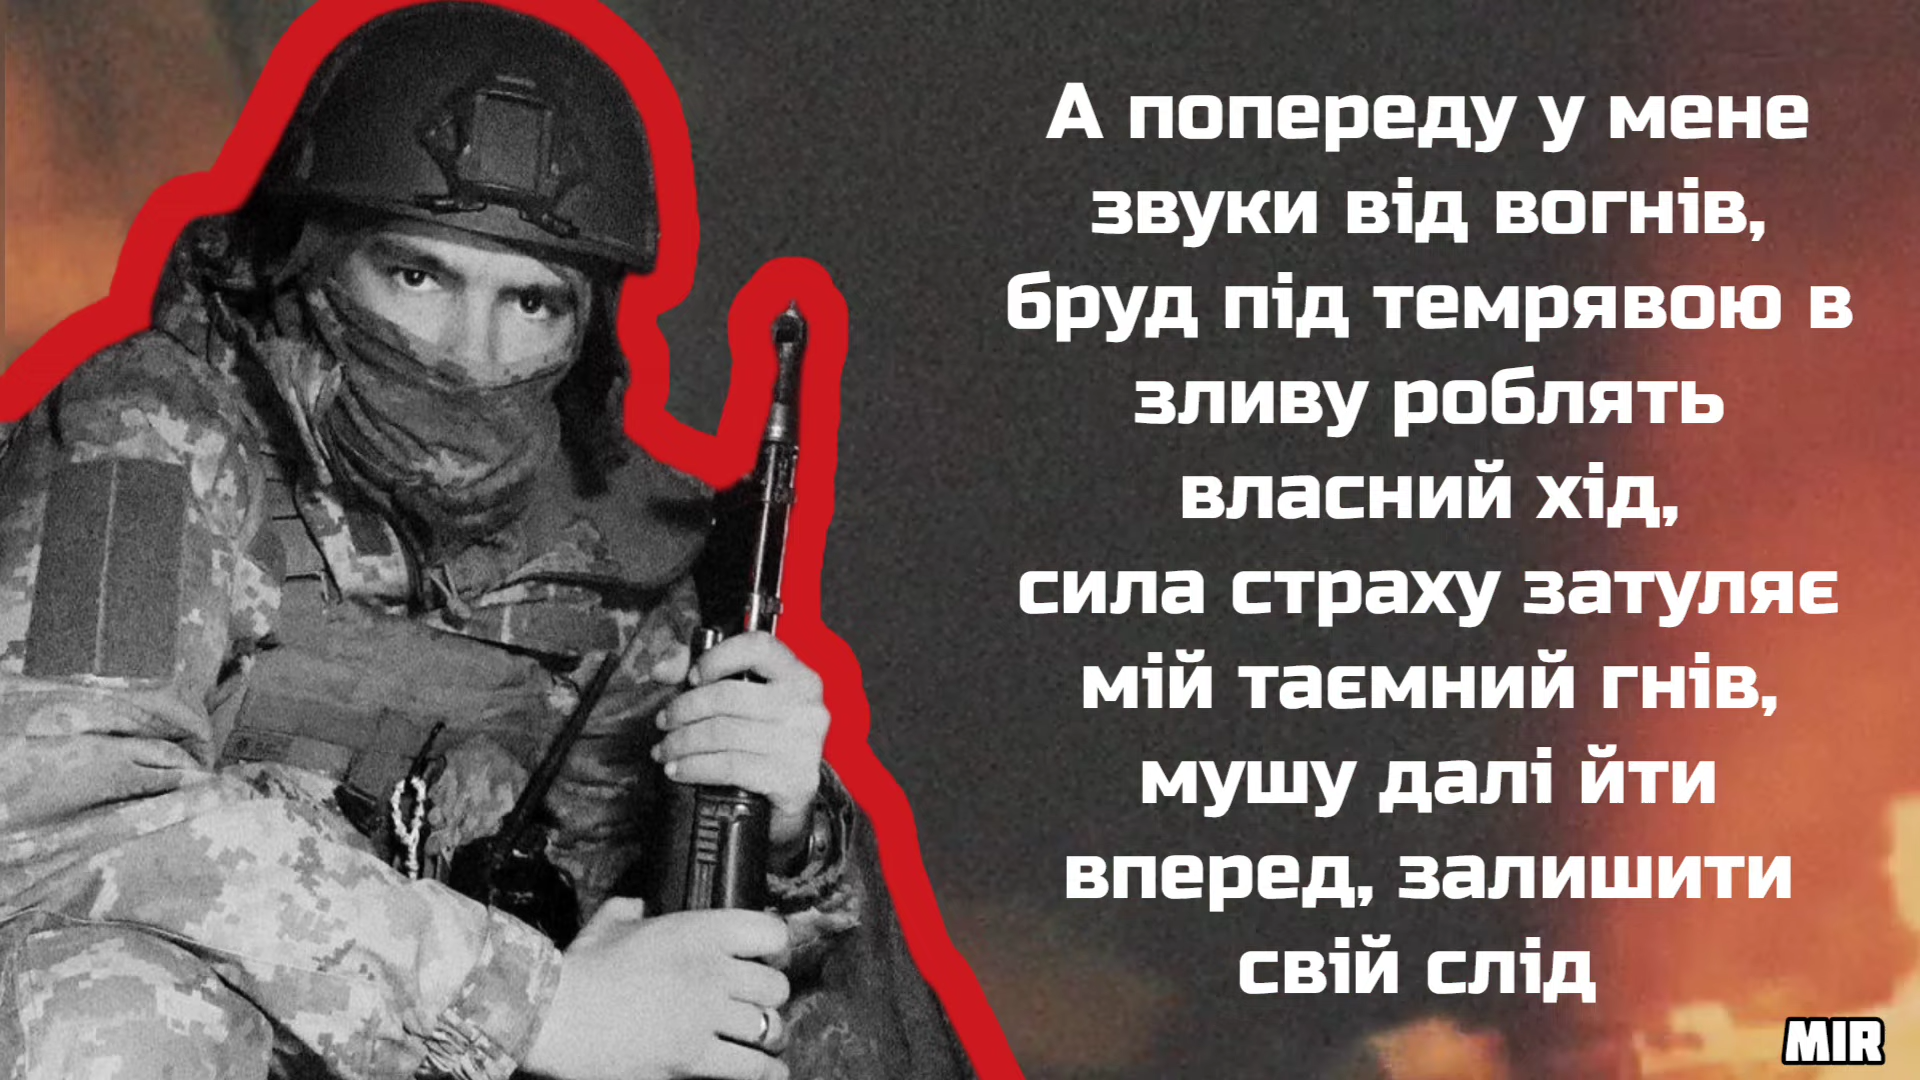 А попереду у мене
звуки від вогнів,
бруд під темрявою в
зливу роблять
власний хід,
сила страху затуляє
мій таємний гнів,
мушу далі йти
вперед, залишити
свій слід
MIR